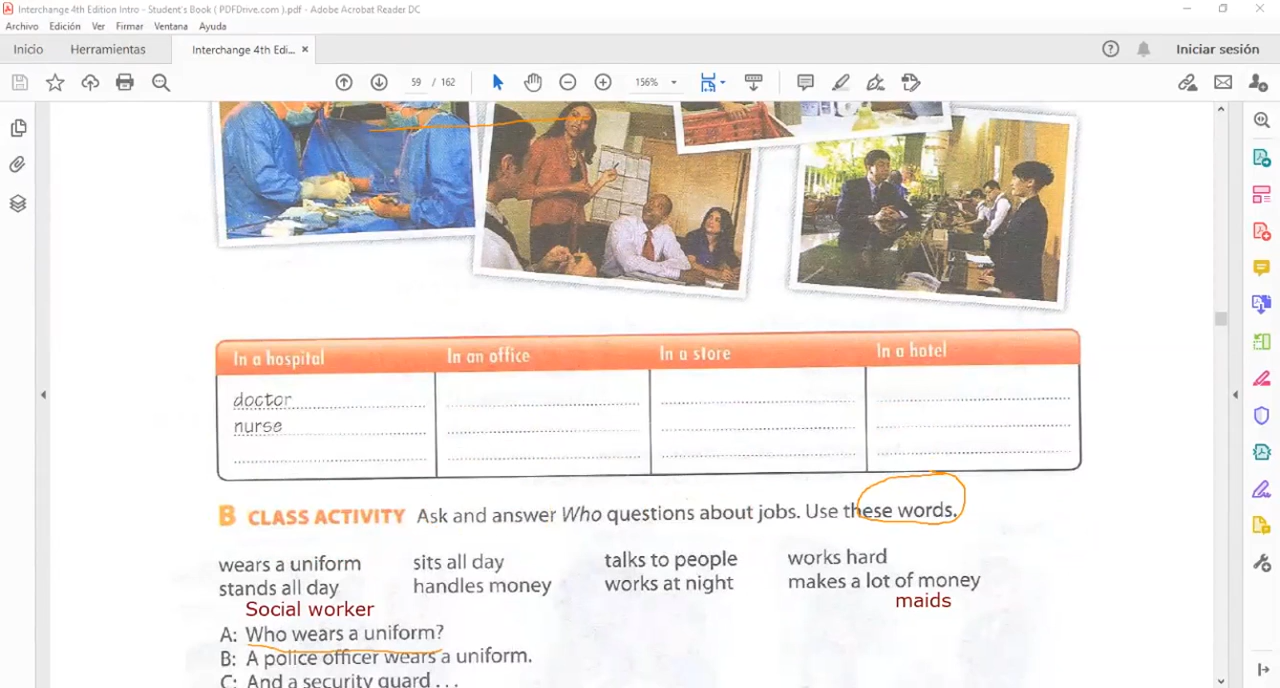 Interchange 4th Edition Intro - Student's Book ( PDFDrive.com ).pdf - Adobe Acrobat Reader DC
Archivo Edición Ver Firmar Ventana Ayuda
Inicio Herramientas Interchange 4th Edi... × Iniciar sesión
59 / 162 156%
In a hospital In an office In a store In a hotel
doctor
nurse
B CLASS ACTIVITY Ask and answer Who questions about jobs. Use these words.
wears a uniform sits all day talks to people works hard
stands all day handles money works at night makes a lot of money
Social worker maids
A: Who wears a uniform?
B: A police officer wears a uniform.
C: And a security guard . . .